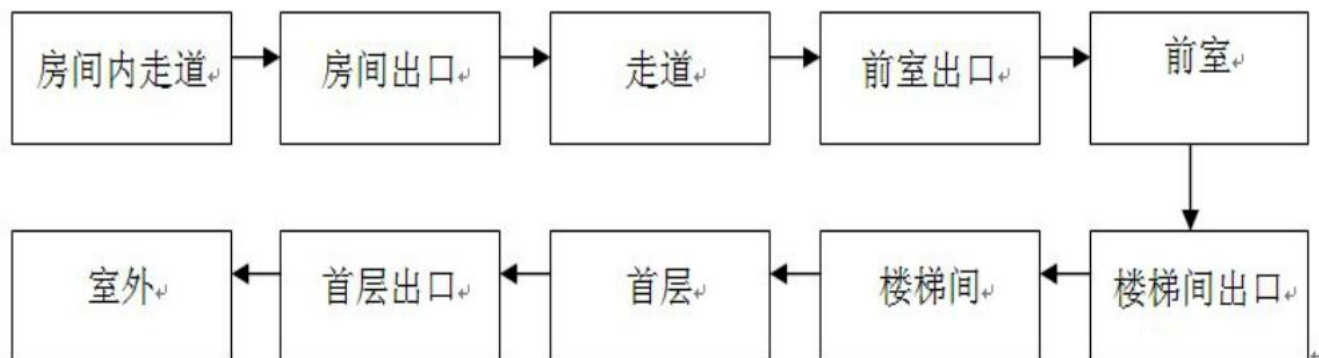 房间内走道
房间出口
走道
前室出口
前室
室外
首层出口
首层
楼梯间
楼梯间出口